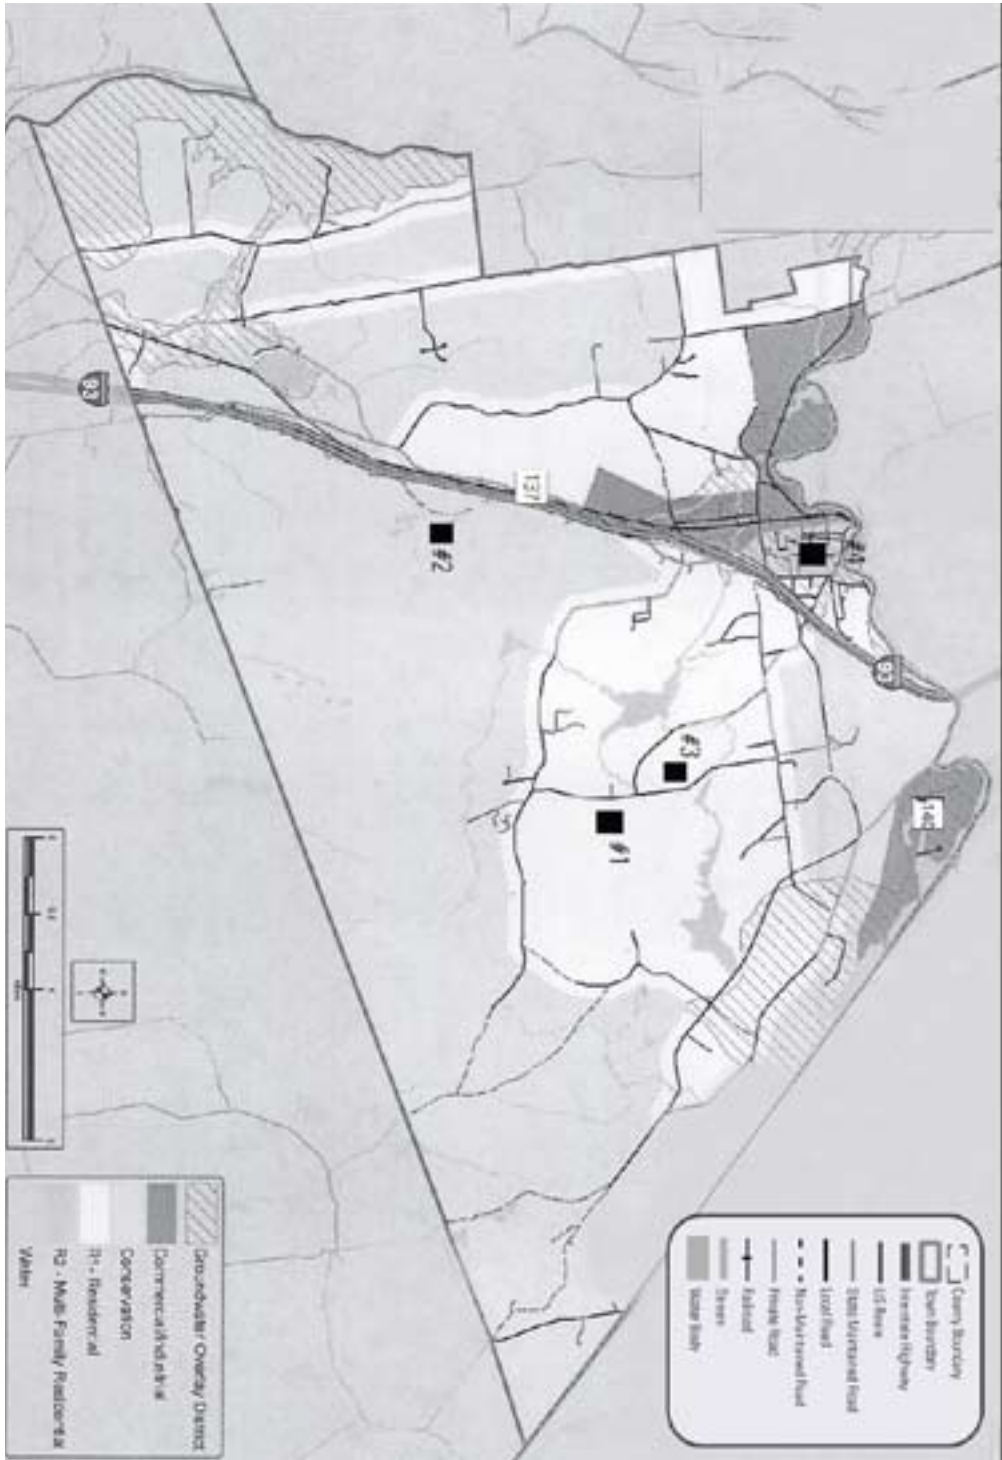 93
137
#2
#4
93
#3
#1
140
County Boundary
Town Boundary
Interstate Highway
US Route
State Maintained Road
Local Road
Non-Maintained Road
Private Road
Railroad
Stream
Water Body
Groundwater Overlay District
Commercial/Industrial
Conservation
R1 - Residential
R2 - Multi-Family Residential
Water